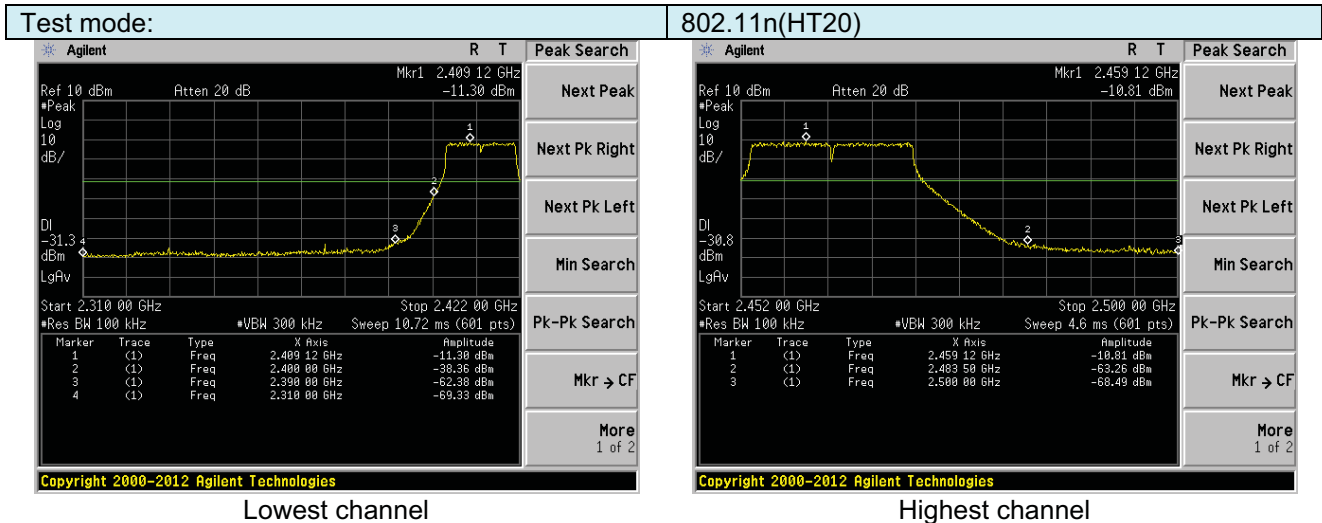 Test mode: 802.11n(HT20)
Agilent R T Peak Search
Mkr1 2.409 12 GHz
Ref 10 dBm Atten 20 dB -11.30 dBm
Next Peak
#Peak
Log
10
dB/
1
Next Pk Right
2
Next Pk Left
DI
-31.3
dBm
3
4
Min Search
LgAv
Start 2.310 00 GHz Stop 2.422 00 GHz
#Res BW 100 kHz #VBW 300 kHz Sweep 10.72 ms (601 pts)
Pk-Pk Search
Marker Trace Type X Axis Amplitude
1 (1) Freq 2.409 12 GHz -11.30 dBm
2 (1) Freq 2.400 00 GHz -38.36 dBm
3 (1) Freq 2.390 00 GHz -62.38 dBm
4 (1) Freq 2.310 00 GHz -69.33 dBm
Mkr → CF
More
1 of 2
Copyright 2000-2012 Agilent Technologies
Lowest channel
Agilent R T Peak Search
Mkr1 2.459 12 GHz
Ref 10 dBm Atten 20 dB -10.81 dBm
Next Peak
#Peak
Log
10
dB/
1
Next Pk Right
Next Pk Left
DI
-30.8
dBm
2
3
Min Search
LgAv
Start 2.452 00 GHz Stop 2.500 00 GHz
#Res BW 100 kHz #VBW 300 kHz Sweep 4.6 ms (601 pts)
Pk-Pk Search
Marker Trace Type X Axis Amplitude
1 (1) Freq 2.459 12 GHz -10.81 dBm
2 (1) Freq 2.483 50 GHz -63.26 dBm
3 (1) Freq 2.500 00 GHz -68.49 dBm
Mkr → CF
More
1 of 2
Copyright 2000-2012 Agilent Technologies
Highest channel